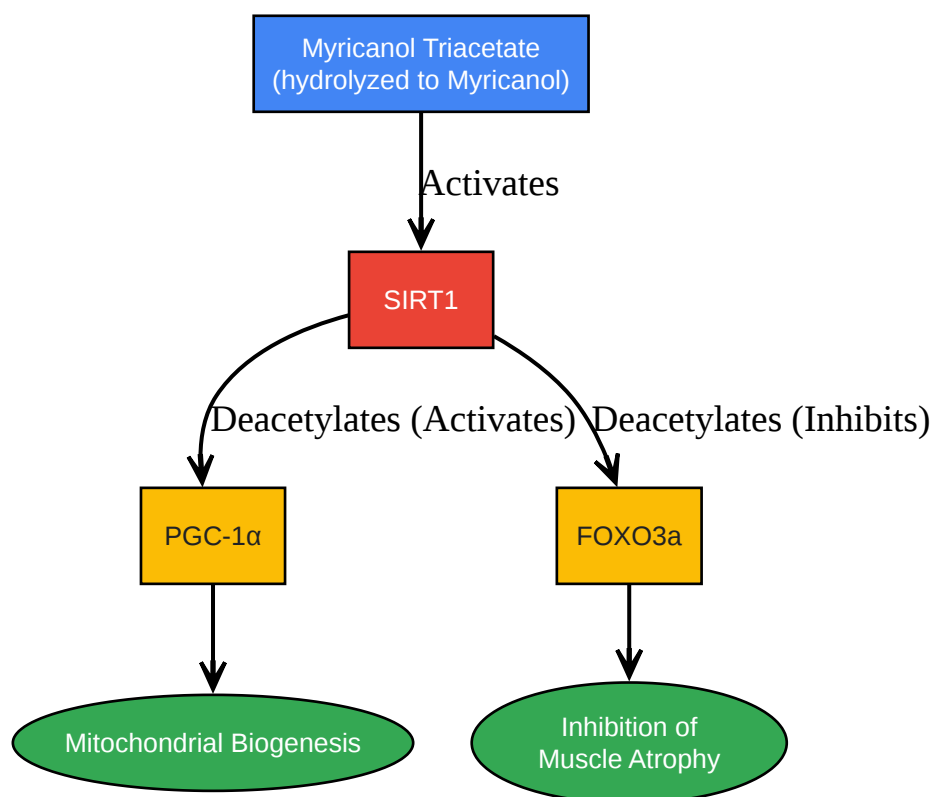 Myricanol Triacetate
(hydrolyzed to Myricanol)
Activates
SIRT1
Deacetylates (Activates)
Deacetylates (Inhibits)
PGC-1α
FOXO3a
Mitochondrial Biogenesis
Inhibition of
Muscle Atrophy